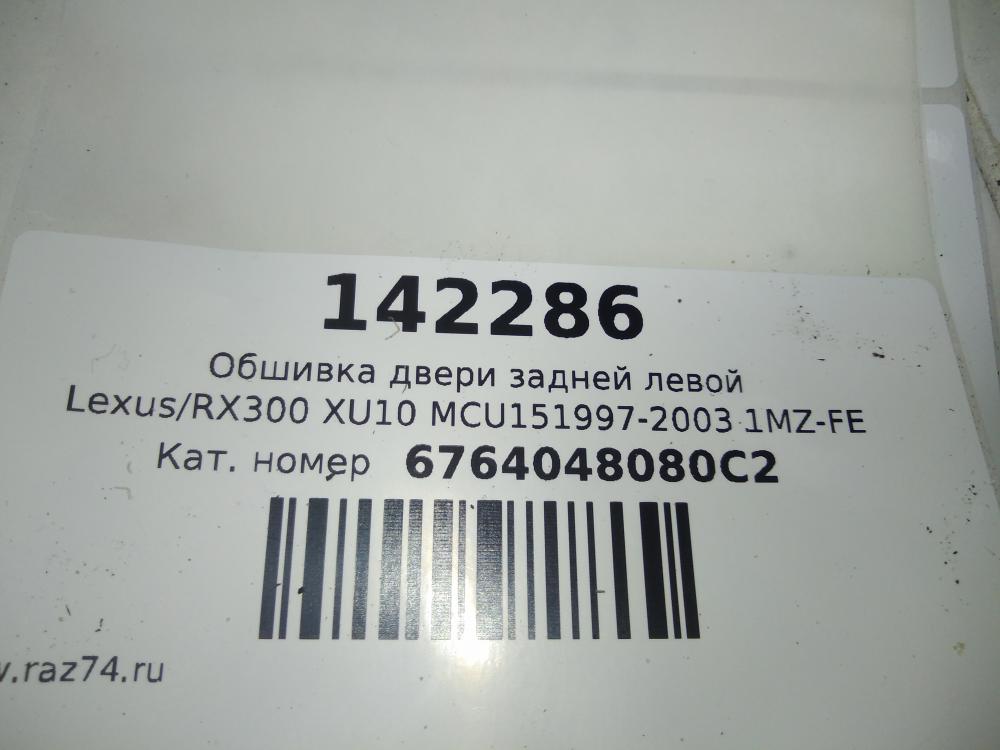 142286
Обшивка двери задней левой
Lexus/RX300 XU10 MCU151997-2003 1MZ-FE
Кат. номер 6764048080C2
.raz74.ru